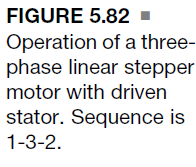 FIGURE 5.82 ■
Operation of a three-
phase linear stepper
motor with driven
stator. Sequence is
1-3-2.